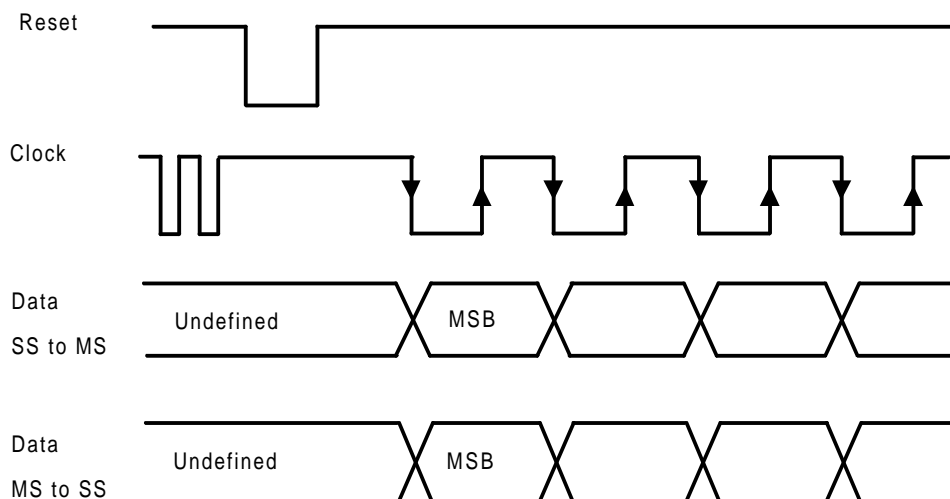 Reset
Clock
Data
SS to MS
Undefined
MSB
Data
MS to SS
Undefined
MSB